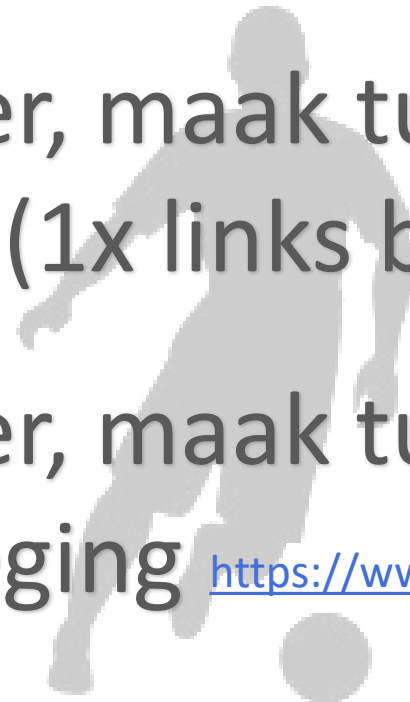 er, maak tu
(1x links b
er, maak tu
ging https://ww